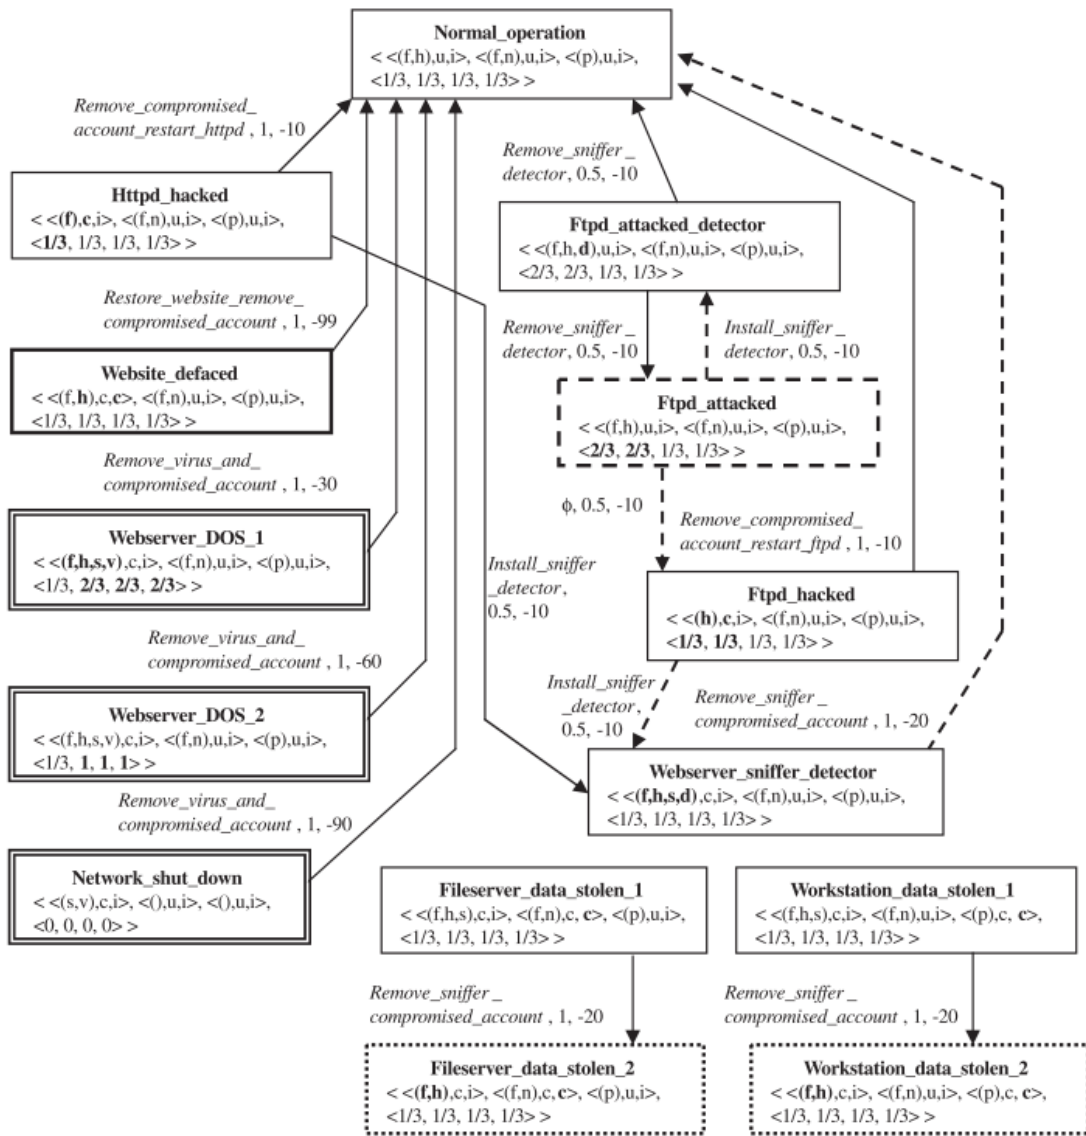 Normal_operation
< <(f,h),u,i>, <(f,n),u,i>, <(p),u,i>,
<1/3, 1/3, 1/3, 1/3> >
Remove_compromised_
account_restart_httpd , 1, -10
Httpd_hacked
< <(f),c,i>, <(f,n),u,i>, <(p),u,i>,
<1/3, 1/3, 1/3, 1/3> >
Remove_sniffer_
detector, 0.5, -10
Ftpd_attacked_detector
< <(f,h,d),u,i>, <(f,n),u,i>, <(p),u,i>,
<2/3, 2/3, 1/3, 1/3> >
Restore_website_remove_
compromised_account , 1, -99
Remove_sniffer_
detector, 0.5, -10
Install_sniffer_
detector, 0.5, -10
Website_defaced
< <(f,h),c,c>, <(f,n),u,i>, <(p),u,i>,
<1/3, 1/3, 1/3, 1/3> >
Ftpd_attacked
< <(f,h),u,i>, <(f,n),u,i>, <(p),u,i>,
<2/3, 2/3, 1/3, 1/3> >
Remove_virus_and_
compromised_account , 1, -30
ϕ, 0.5, -10
Remove_compromised_
account_restart_ftpd , 1, -10
Webserver_DOS_1
< <(f,h,s,v),c,i>, <(f,n),u,i>, <(p),u,i>,
<1/3, 2/3, 2/3, 2/3> >
Install_sniffer
_detector,
0.5, -10
Ftpd_hacked
< <(h),c,i>, <(f,n),u,i>, <(p),u,i>,
<1/3, 1/3, 1/3, 1/3> >
Remove_virus_and_
compromised_account , 1, -60
Install_sniffer
_detector,
0.5, -10
Remove_sniffer_
compromised_account , 1, -20
Webserver_DOS_2
< <(f,h,s,v),c,i>, <(f,n),u,i>, <(p),u,i>,
<1/3, 1, 1, 1> >
Webserver_sniffer_detector
< <(f,h,s,d),c,i>, <(f,n),u,i>, <(p),u,i>,
<1/3, 1/3, 1/3, 1/3> >
Remove_virus_and_
compromised_account , 1, -90
Network_shut_down
< <(s,v),c,i>, <(),u,i>, <(),u,i>,
<0, 0, 0, 0> >
Fileserver_data_stolen_1
< <(f,h,s),c,i>, <(f,n),c, c>, <(p),u,i>,
<1/3, 1/3, 1/3, 1/3> >
Workstation_data_stolen_1
< <(f,h,s),c,i>, <(f,n),u,i>, <(p),c, c>,
<1/3, 1/3, 1/3, 1/3> >
Remove_sniffer_
compromised_account , 1, -20
Remove_sniffer_
compromised_account , 1, -20
Fileserver_data_stolen_2
< <(f,h),c,i>, <(f,n),c,c>, <(p),u,i>,
<1/3, 1/3, 1/3, 1/3> >
Workstation_data_stolen_2
< <(f,h),c,i>, <(f,n),u,i>, <(p),c, c>,
<1/3, 1/3, 1/3, 1/3> >